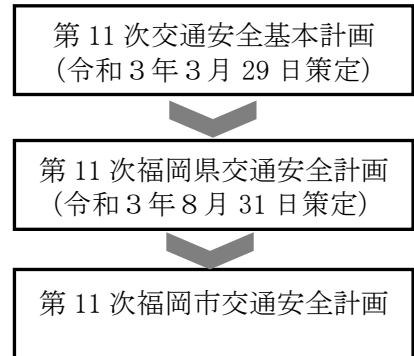 第 11 次交通安全基本計画
（令和３年３月 29 日策定）
第 11 次福岡県交通安全計画
（令和３年８月 31 日策定）
第 11 次福岡市交通安全計画